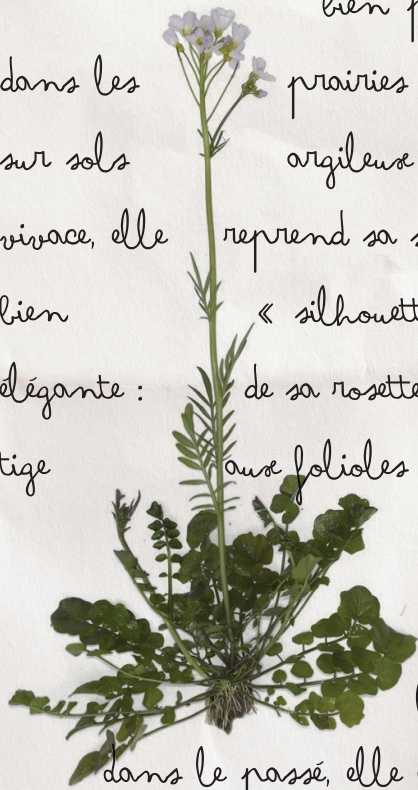 bien
dans les prairies
sur sols argileux
vivace, elle reprend sa
bien « silhouett
élégante : de sa rosette
tige aux folioles
dans le passé, elle